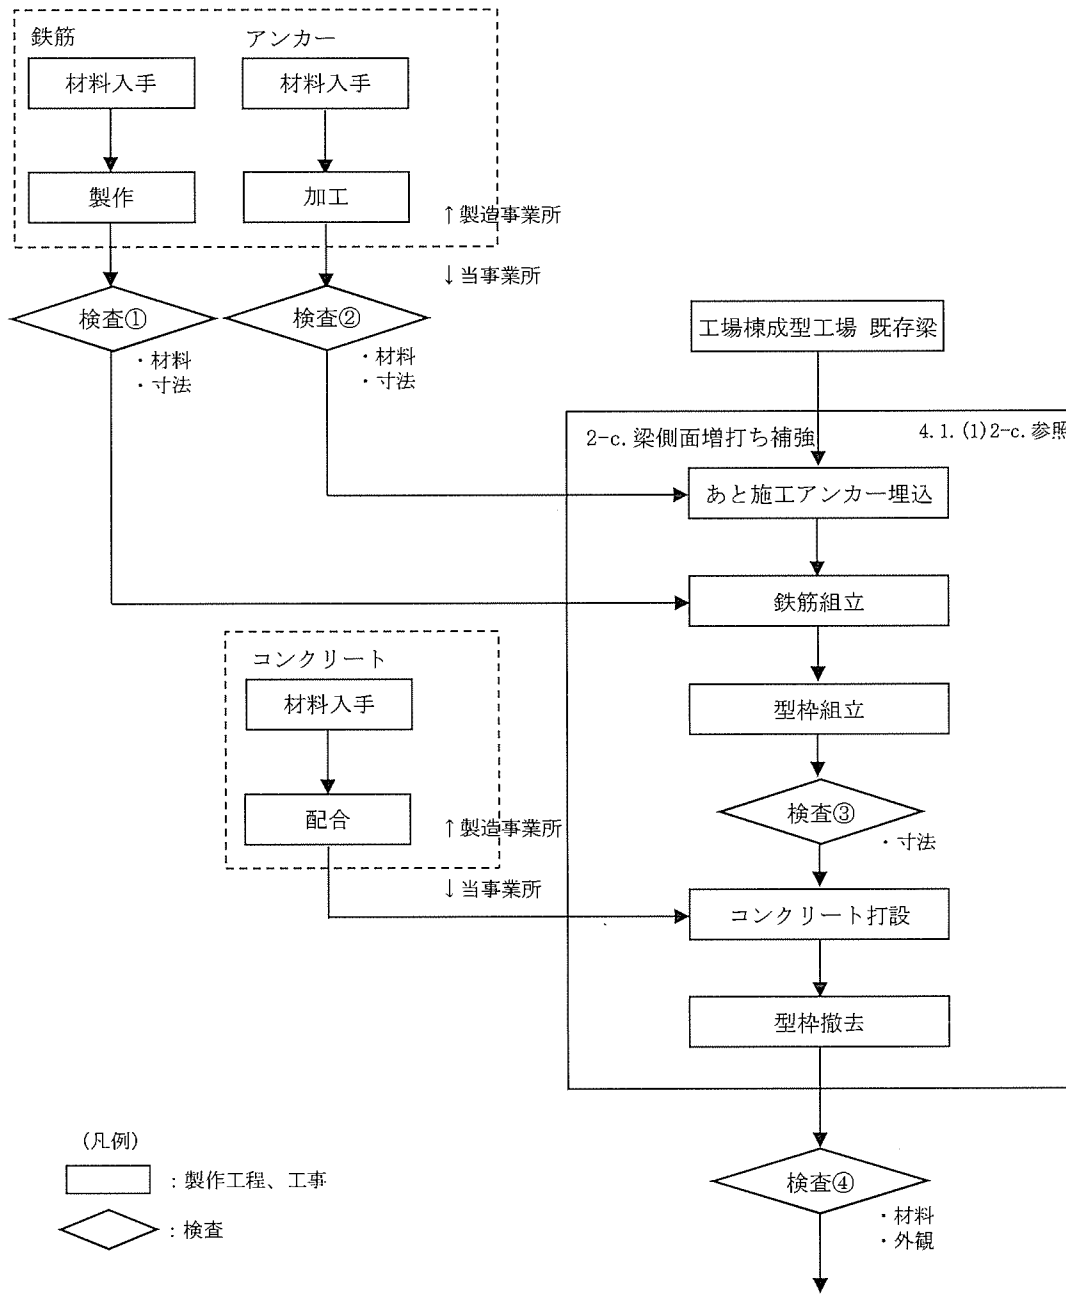 鉄筋
アンカー
材料入手
材料入手
製作
加工
↑製造事業所
↓当事業所
検査①
・材料
・寸法
検査②
・材料
・寸法
工場棟成型工場 既存梁
2-c. 梁側面増打ち補強
4.1.(1)2-c. 参照
あと施工アンカー埋込
鉄筋組立
コンクリート
材料入手
型枠組立
配合
↑製造事業所
↓当事業所
検査③
・寸法
コンクリート打設
型枠撤去
検査④
・材料
・外観
(凡例)
：製作工程、工事
：検査